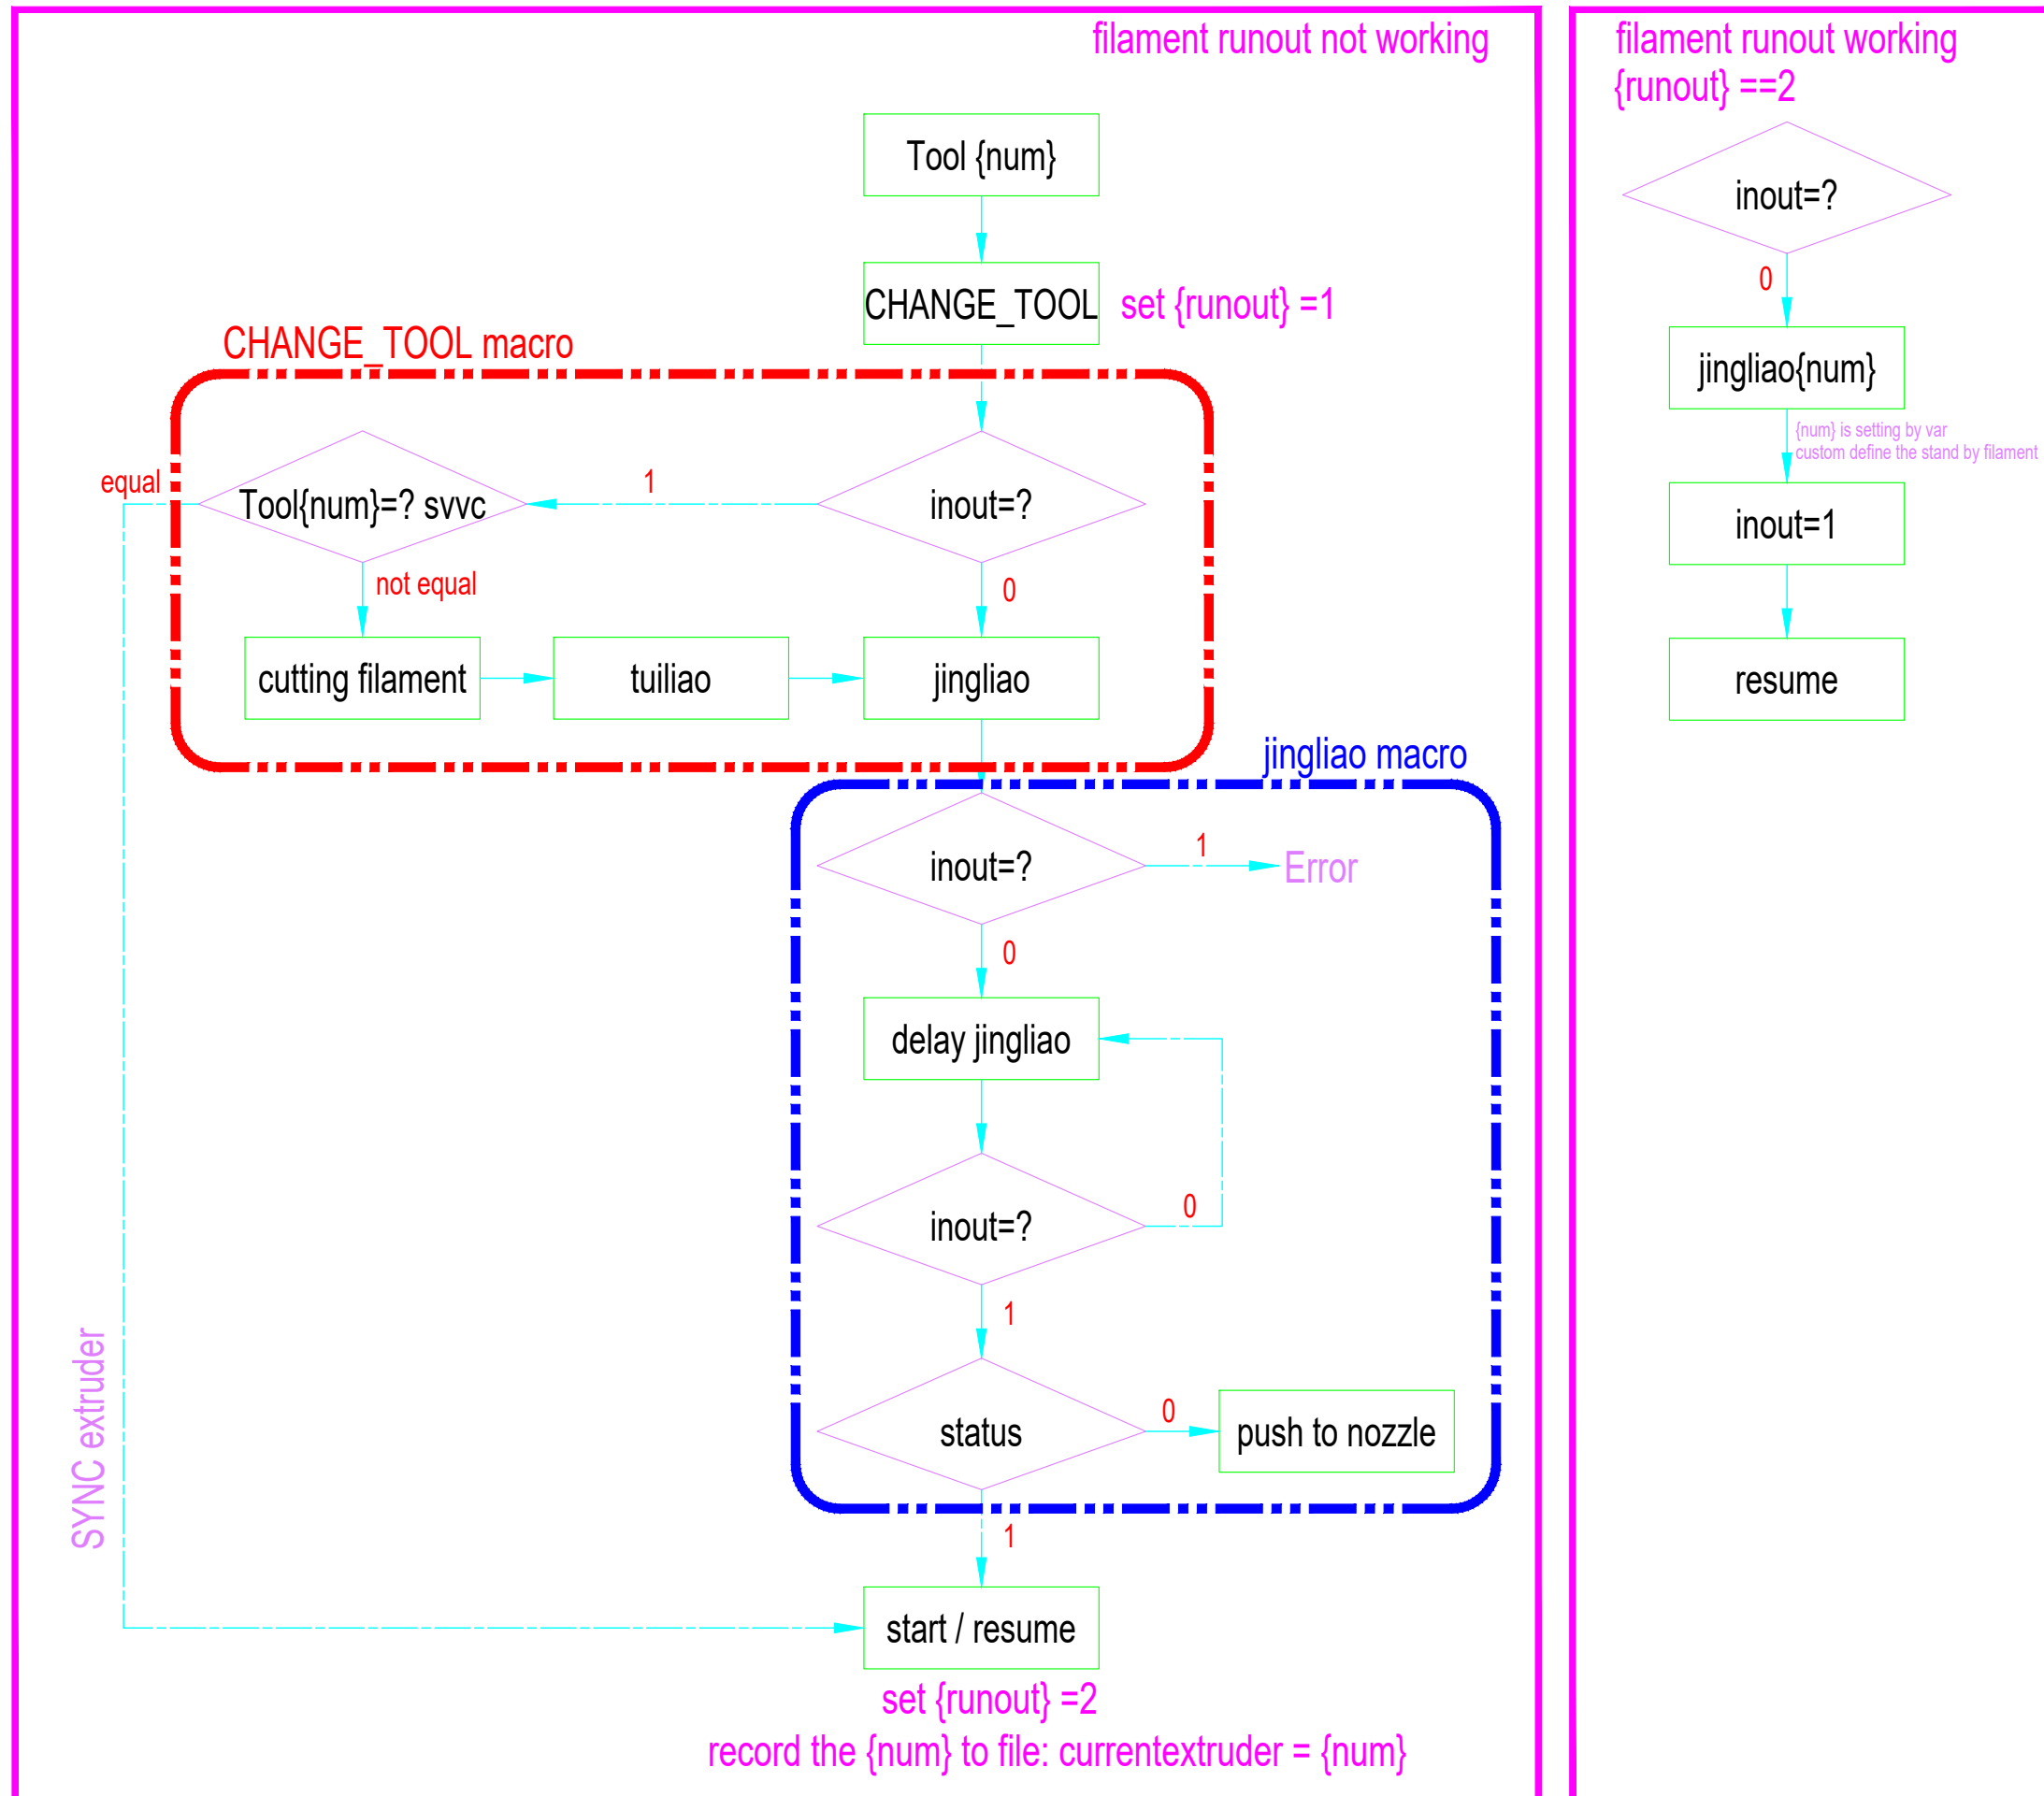 filament runout not working
Tool {num}
CHANGE_TOOL
set {runout} =1
CHANGE_TOOL macro
equal
Tool{num}=? svvc
1
inout=?
not equal
0
cutting filament
tuiliao
jingliao
jingliao macro
inout=?
1
Error
0
delay jingliao
inout=?
0
1
status
0
push to nozzle
1
SYNC extruder
start / resume
set {runout} =2
record the {num} to file: currentextruder = {num}
filament runout working
{runout} ==2
inout=?
0
jingliao{num}
{num} is setting by var
custom define the stand by filament
inout=1
resume